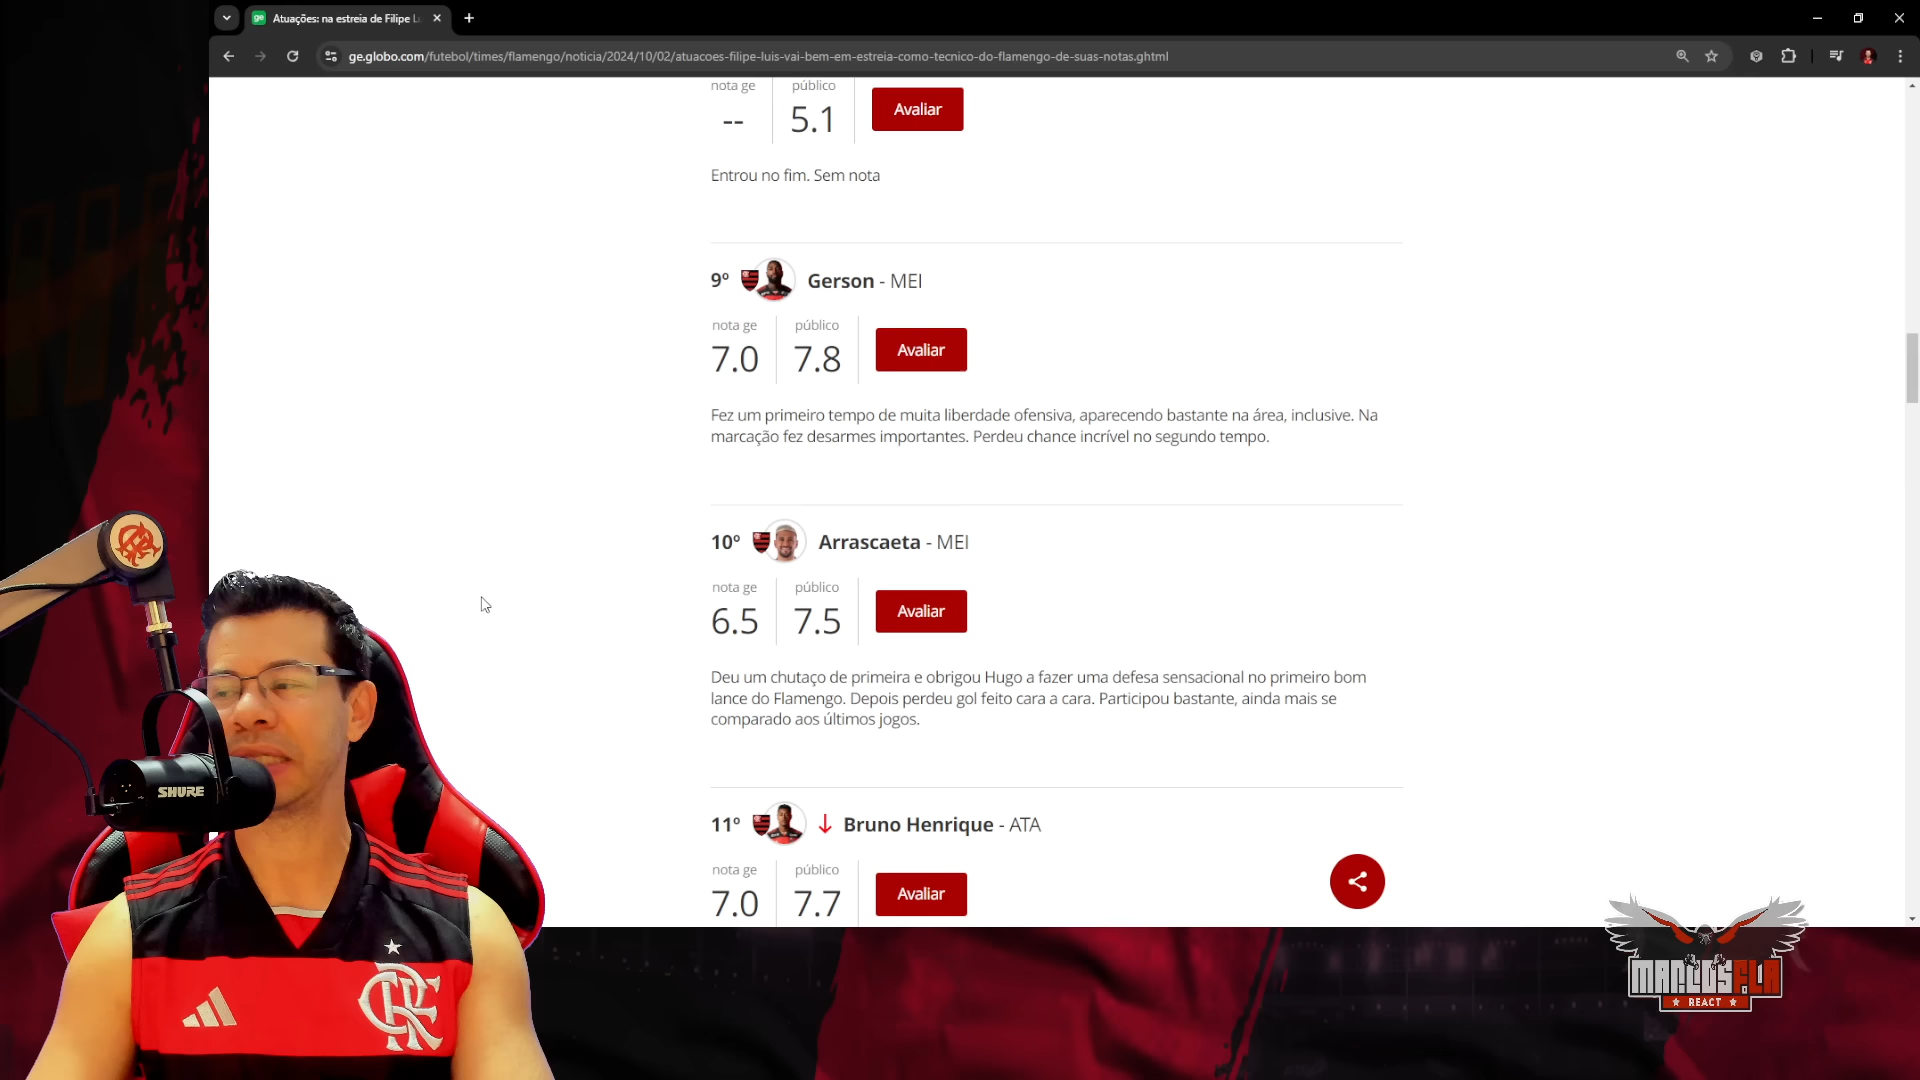 Atuações: na estreia de Filipe L
ge.globo.com/futebol/times/flamengo/noticia/2024/10/02/atuacoes-filipe-luis-vai-bem-em-estreia-como-tecnico-do-flamengo-de-suas-notas.ghtml
nota ge público
-- 5.1 Avaliar
Entrou no fim. Sem nota
9º Gerson - MEI
nota ge público
7.0 7.8 Avaliar
Fez um primeiro tempo de muita liberdade ofensiva, aparecendo bastante na área, inclusive. Na
marcação fez desarmes importantes. Perdeu chance incrível no segundo tempo.
10º Arrascaeta - MEI
nota ge público
6.5 7.5 Avaliar
Deu um chutaço de primeira e obrigou Hugo a fazer uma defesa sensacional no primeiro bom
lance do Flamengo. Depois perdeu gol feito cara a cara. Participou bastante, ainda mais se
comparado aos últimos jogos.
11º Bruno Henrique - ATA
nota ge público
7.0 7.7 Avaliar
SHURE
MARCUSFLA
REACT